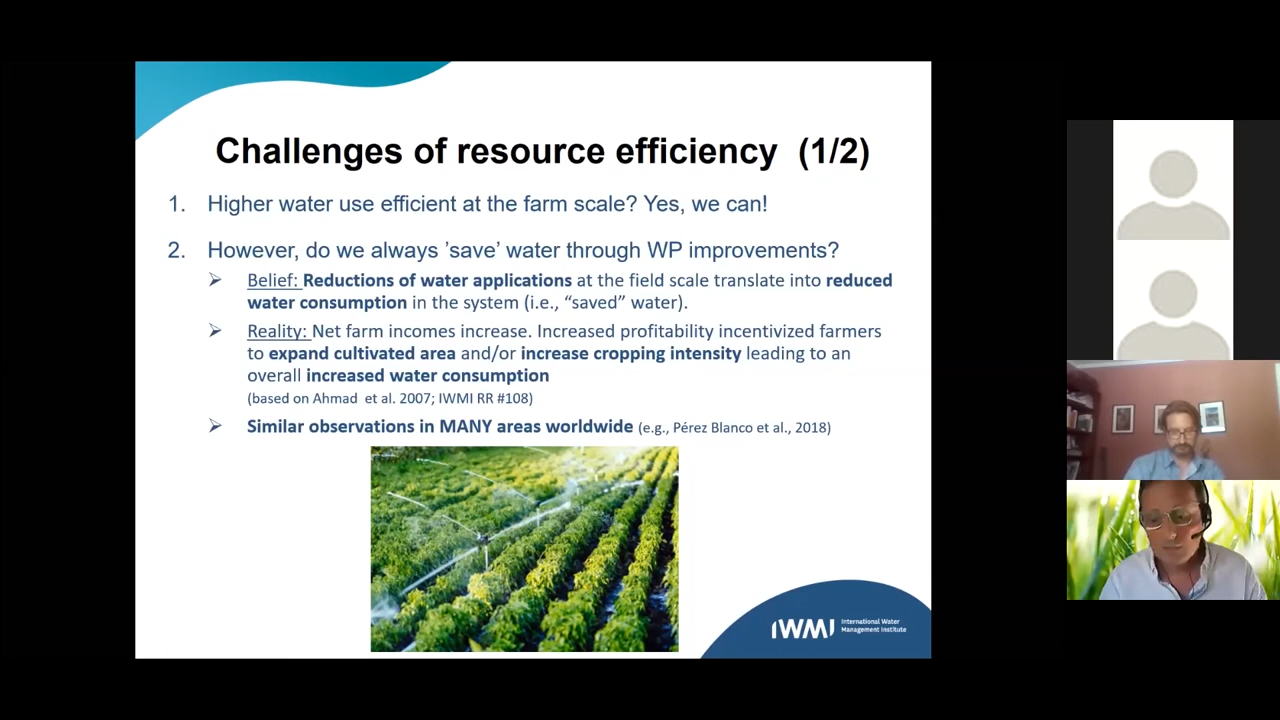 Challenges of resource efficiency (1/2)
1. Higher water use efficient at the farm scale? Yes, we can!
2. However, do we always ’save’ water through WP improvements?
➢ Belief: Reductions of water applications at the field scale translate into reduced
water consumption in the system (i.e., “saved” water).
➢ Reality: Net farm incomes increase. Increased profitability incentivized farmers
to expand cultivated area and/or increase cropping intensity leading to an
overall increased water consumption
(based on Ahmad et al. 2007; IWMI RR #108)
➢ Similar observations in MANY areas worldwide (e.g., Pérez Blanco et al., 2018)
IWMI
International Water
Management Institute